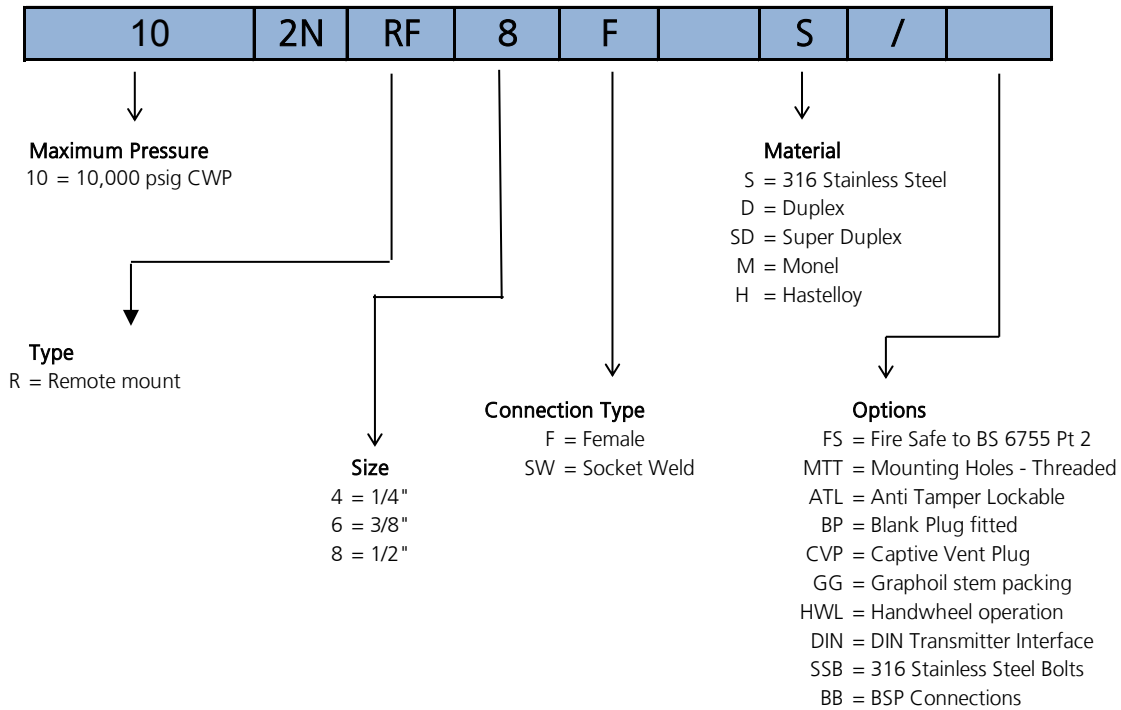 10 2N RF 8 F S /
Maximum Pressure
10 = 10,000 psig CWP
Type
R = Remote mount
Size
4 = 1/4"
6 = 3/8"
8 = 1/2"
Connection Type
F = Female
SW = Socket Weld
Material
S = 316 Stainless Steel
D = Duplex
SD = Super Duplex
M = Monel
H = Hastelloy
Options
FS = Fire Safe to BS 6755 Pt 2
MTT = Mounting Holes - Threaded
ATL = Anti Tamper Lockable
BP = Blank Plug fitted
CVP = Captive Vent Plug
GG = Graphoil stem packing
HWL = Handwheel operation
DIN = DIN Transmitter Interface
SSB = 316 Stainless Steel Bolts
BB = BSP Connections